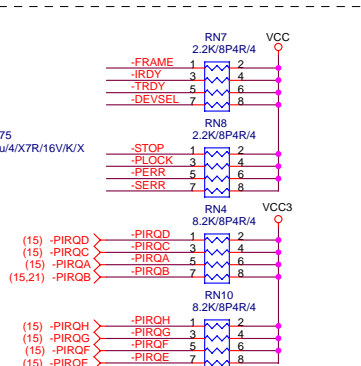 RN7 VCC
2.2K/8P4R/4
-FRAME 1 2
-IRDY 3 4
-TRDY 5 6
-DEVSEL 7 8
RN8
75 2.2K/8P4R/4
u/4/X7R/16V/K/X
-STOP 1 2
-PLOCK 3 4
-PERR 5 6
-SERR 7 8
RN4 VCC3
8.2K/8P4R/4
(15) -PIRQD -PIRQD 1 2
(15) -PIRQC -PIRQC 3 4
(15) -PIRQA -PIRQA 5 6
(15,21) -PIRQB -PIRQB 7 8
RN10
8.2K/8P4R/4
(15) -PIRQH -PIRQH 1 2
(15) -PIRQG -PIRQG 3 4
(15) -PIRQF -PIRQF 5 6
(15) -PIRQE -PIRQE 7 8